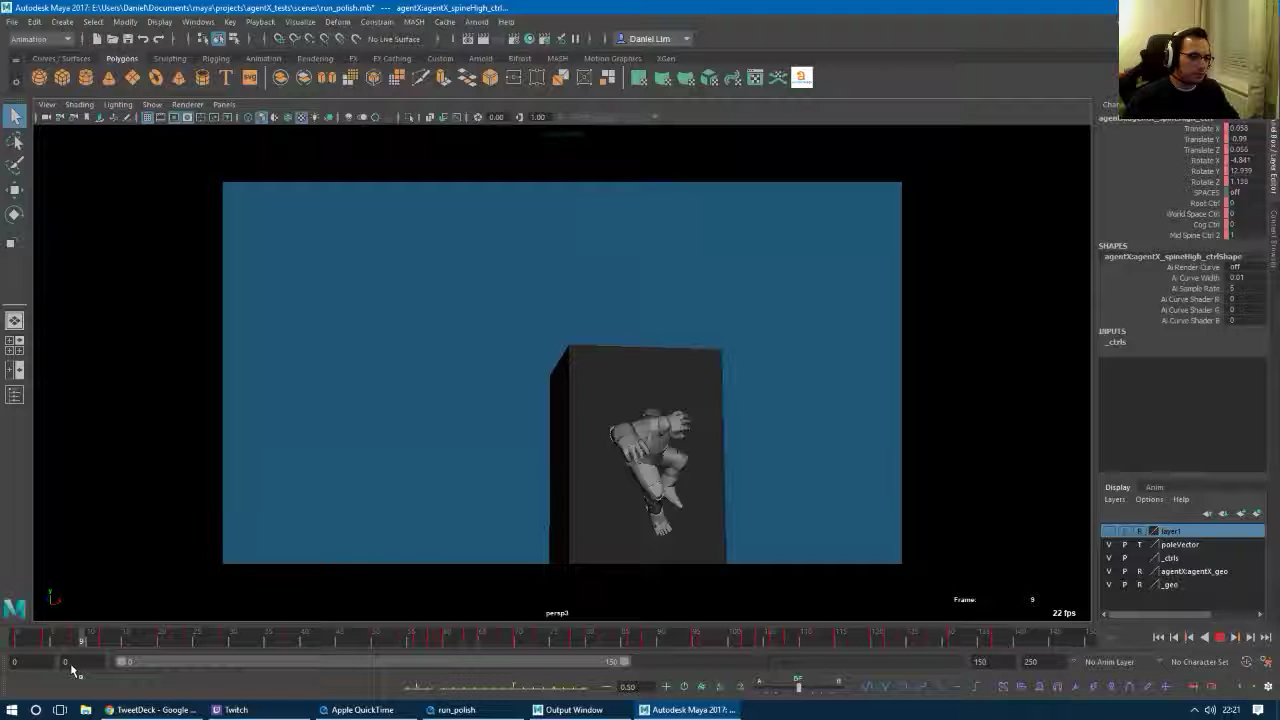 Autodesk Maya 2017: E:\Users\Daniel\Documents\maya\projects\agentX_tests\scenes\run_polish.mb* --- agentX:agentX_spineHigh_ctrl...
File Edit Create Select Modify Display Windows Key Playback Visualize Deform Constrain MASH Cache Arnold Help
Animation No Live Surface Daniel Lim
Curves / Surfaces Polygons Sculpting Rigging Animation Rendering FX FX Caching Custom Arnold Bifrost MASH Motion Graphics XGen
View Shading Lighting Show Renderer Panels
0.00 1.00
Translate X 0.058
Translate Y -0.99
Translate Z 0.056
Rotate X -4.841
Rotate Y 12.939
Rotate Z 1.138
SPACES off
Root Ctrl 0
World Space Ctrl 0
Cog Ctrl 0
Mid Spine Ctrl 2 1
SHAPES
agentX:agentX_spineHigh_ctrlShape
Ai Render Curve off
Ai Curve Width 0.01
Ai Sample Rate 5
Ai Curve Shader R 0
Ai Curve Shader G 0
Ai Curve Shader B 0
INPUTS
_ctrls
Display Anim
Layers Options Help
R layer1
V P T poleVector
V P _ctrls
V P R agentX:agentX_geo
V P R _geo
persp3
Frame: 9
22 fps
0 0 0 150 150 250 No Anim Layer No Character Set
0.50
TweetDeck - Google ... Twitch Apple QuickTime run_polish Output Window Autodesk Maya 2017: ... 22:21